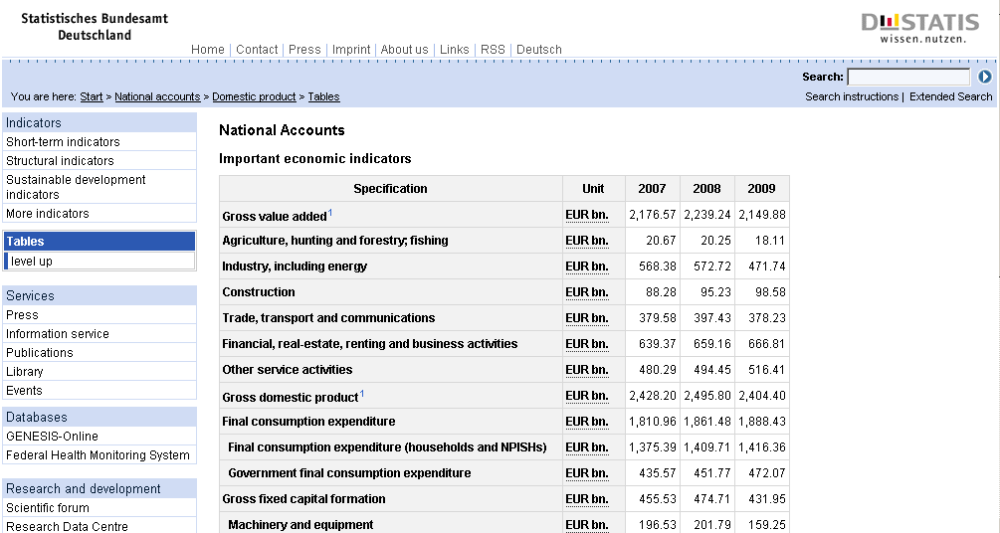 Statistisches Bundesamt
Deutschland
DESTATIS
wissen.nutzen.
Home | Contact | Press | Imprint | About us | Links | RSS | Deutsch
Search:
You are here: Start > National accounts > Domestic product > Tables
Search instructions | Extended Search
Indicators
Short-term indicators
Structural indicators
Sustainable development
indicators
More indicators
Tables
level up
Services
Press
Information service
Publications
Library
Events
Databases
GENESIS-Online
Federal Health Monitoring System
Research and development
Scientific forum
Research Data Centre
National Accounts
Important economic indicators
Specification Unit 2007 2008 2009
Gross value added1 EUR bn. 2,176.57 2,239.24 2,149.88
Agriculture, hunting and forestry; fishing EUR bn. 20.67 20.25 18.11
Industry, including energy EUR bn. 568.38 572.72 471.74
Construction EUR bn. 88.28 95.23 98.58
Trade, transport and communications EUR bn. 379.58 397.43 378.23
Financial, real-estate, renting and business activities EUR bn. 639.37 659.16 666.81
Other service activities EUR bn. 480.29 494.45 516.41
Gross domestic product1 EUR bn. 2,428.20 2,495.80 2,404.40
Final consumption expenditure EUR bn. 1,810.96 1,861.48 1,888.43
Final consumption expenditure (households and NPISHs) EUR bn. 1,375.39 1,409.71 1,416.36
Government final consumption expenditure EUR bn. 435.57 451.77 472.07
Gross fixed capital formation EUR bn. 455.53 474.71 431.95
Machinery and equipment EUR bn. 196.53 201.79 159.25